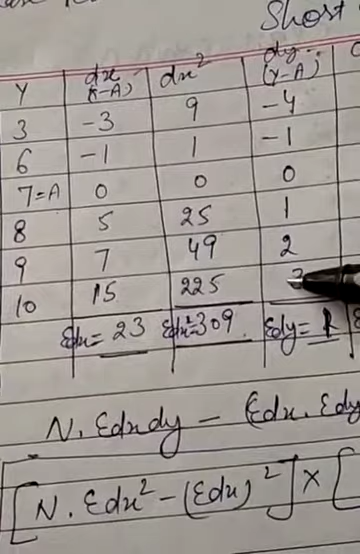 Short
Y dx (x-A) dx² dy (Y-A)
3 -3 9 -4
6 -1 1 -1
7=A 0 0 0
8 5 25 1
9 7 49 2
10 15 225 3
Σdx = 23 Σdx²=309 Σdy = 1
N.Σdxdy - (Σdx.Σdy
[N.Σdx² - (Σdx)²] × [